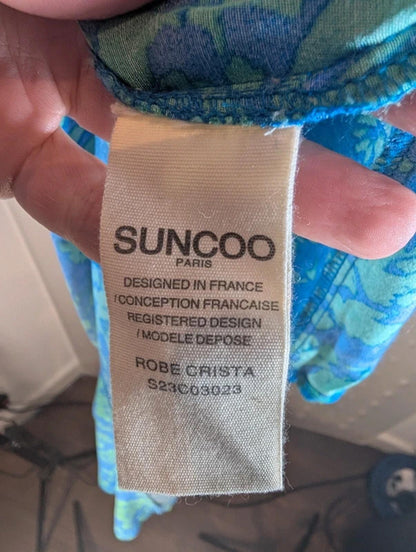 SUNCOO
PARIS
DESIGNED IN FRANCE
/ CONCEPTION FRANCAISE
REGISTERED DESIGN
/ MODELE DEPOSE
ROBE CRISTA
S23C03023